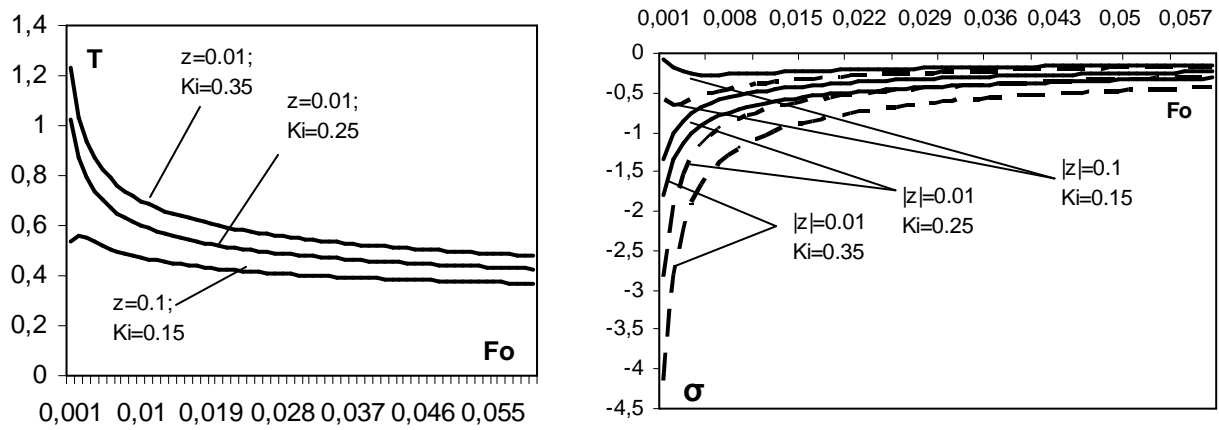 1,4
1,2
1
0,8
0,6
0,4
0,2
0
T
z=0.01;
Ki=0.35
z=0.01;
Ki=0.25
z=0.1;
Ki=0.15
Fo
0,001 0,01 0,019 0,028 0,037 0,046 0,055
0,001 0,008 0,015 0,022 0,029 0,036 0,043 0,05 0,057
0
-0,5
-1
-1,5
-2
-2,5
-3
-3,5
-4
-4,5
Fo
|z|=0.1
Ki=0.15
|z|=0.01
Ki=0.25
|z|=0.01
Ki=0.35
σ